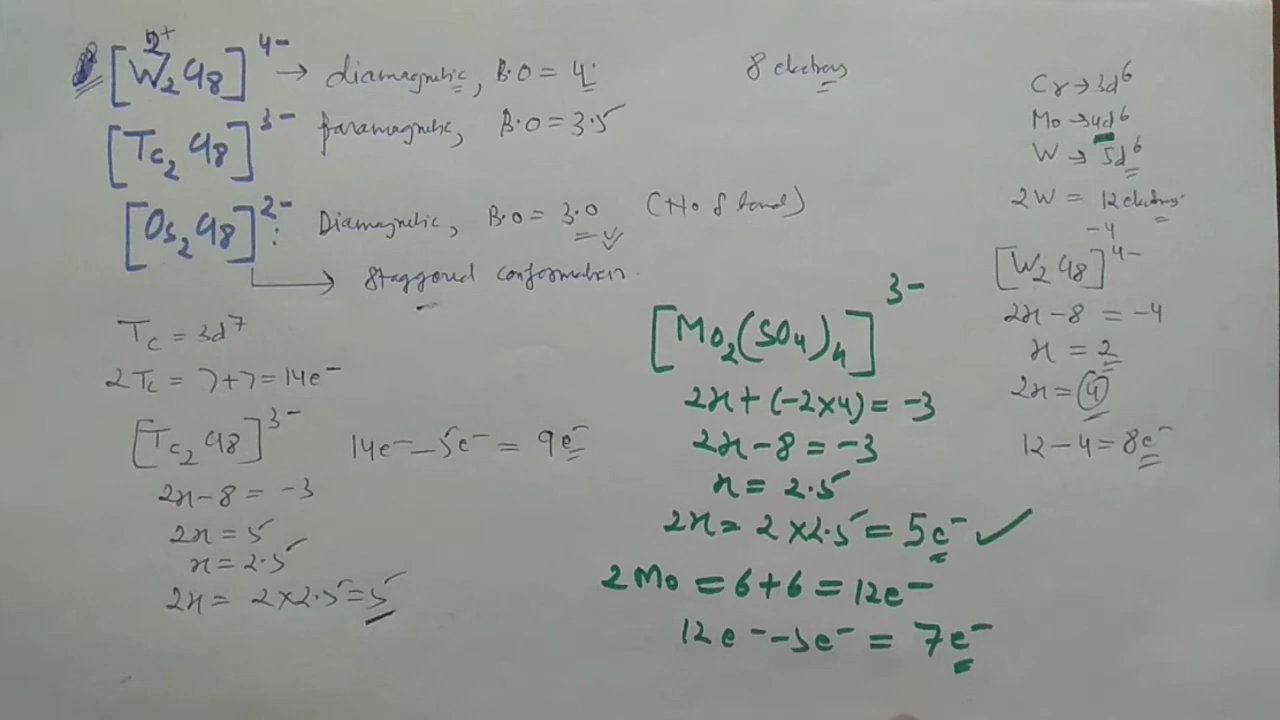 2+
[W₂Cl₈]⁴⁻ → diamagnetic, B.O = 4
8 electrons
[Tc₂Cl₈]³⁻ paramagnetic, B.O = 3.5
[Os₂Cl₈]²⁻: Diamagnetic, B.O = 3.0 (No δ bond)
→ Staggered conformation.
Tc = 3d⁷
2Tc = 7+7 = 14e⁻
[Tc₂Cl₈]³⁻ 14e⁻ – 5e⁻ = 9e⁻
2x – 8 = –3
2x = 5
x = 2.5
2x = 2×2.5 = 5
[Mo₂(SO₄)₄]³⁻
2x + (–2×4) = –3
2x – 8 = –3
x = 2.5
2x = 2×2.5 = 5e⁻ ✓
2Mo = 6+6 = 12e⁻
12e⁻ – 5e⁻ = 7e⁻
Cr → 3d⁶
Mo → 4d⁶
W → 5d⁶
2W = 12 electrons
–4
[W₂Cl₈]⁴⁻
2x – 8 = –4
x = 2
2x = 4
12 – 4 = 8e⁻